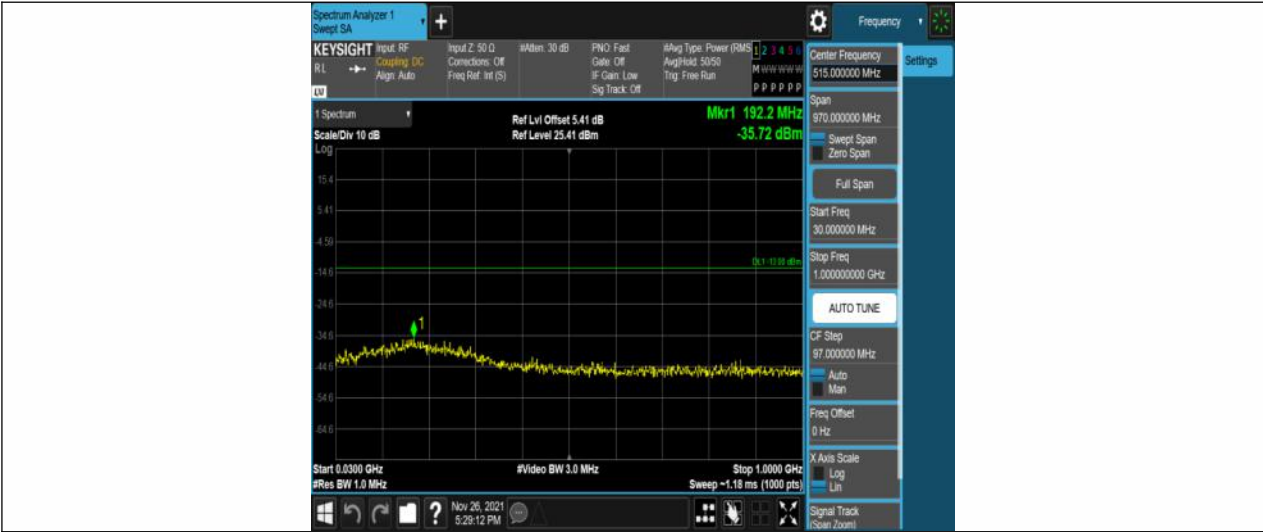 Spectrum Analyzer 1
Swept SA
+
Frequency
KEYSIGHT
RL
LV
Input: RF
Coupling: DC
Align: Auto
Input Z: 50 Ω
Corrections: Off
Freq Ref: Int (S)
#Atten: 30 dB
PNO: Fast
Gate: Off
IF Gain: Low
Sig Track: Off
#Avg Type: Power (RMS
Avg|Hold: 50/50
Trig: Free Run
1 2 3 4 5 6
M W W W W W
P P P P P P
1 Spectrum
Scale/Div 10 dB
Log
Ref Lvl Offset 5.41 dB
Ref Level 25.41 dBm
Mkr1 192.2 MHz
-35.72 dBm
15.4
5.41
-4.59
DL1 -13.00 dBm
-14.6
-24.6
1
-34.6
-44.6
-54.6
-64.6
Start 0.0300 GHz
#Res BW 1.0 MHz
#Video BW 3.0 MHz
Stop 1.0000 GHz
Sweep ~1.18 ms (1000 pts)
?
Nov 26, 2021
5:29:12 PM
Center Frequency
515.000000 MHz
Settings
Span
970.000000 MHz
Swept Span
Zero Span
Full Span
Start Freq
30.000000 MHz
Stop Freq
1.000000000 GHz
AUTO TUNE
CF Step
97.000000 MHz
Auto
Man
Freq Offset
0 Hz
X Axis Scale
Log
Lin
Signal Track
(Span Zoom)